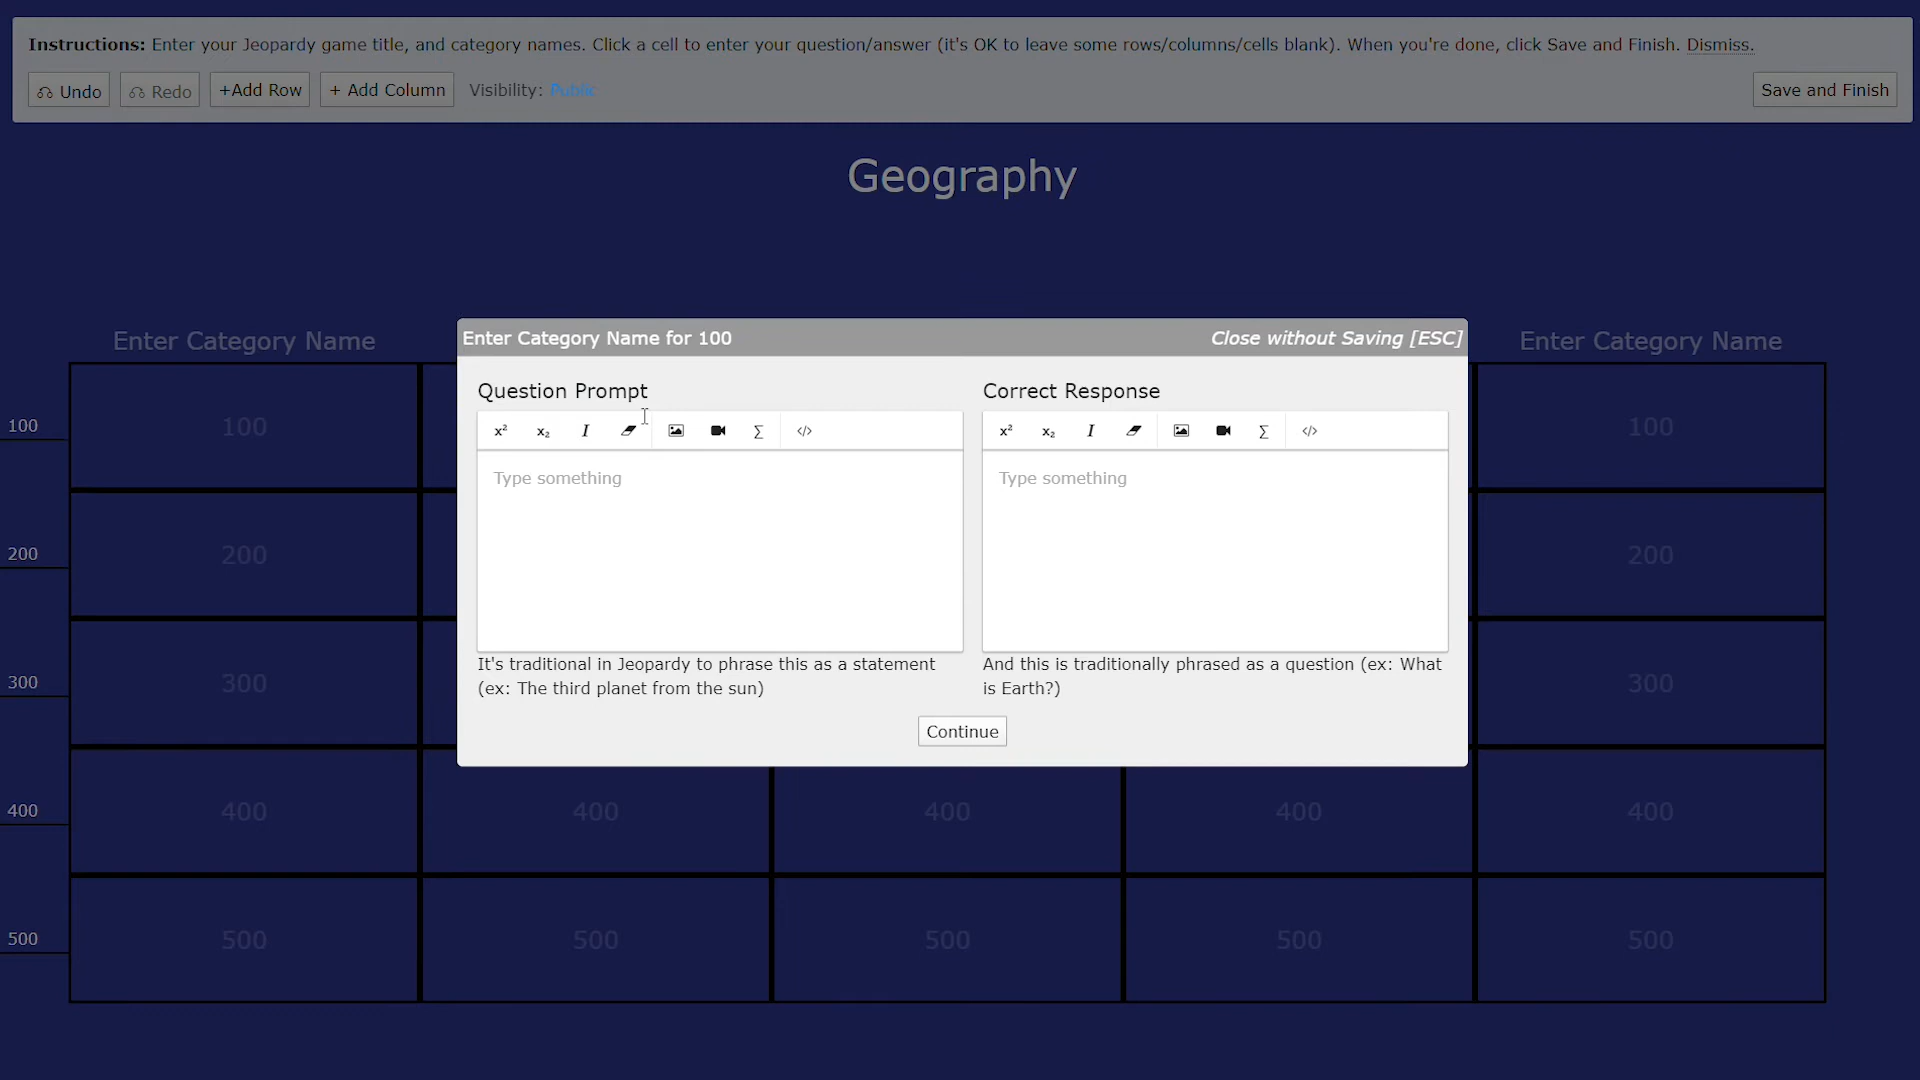 Instructions: Enter your Jeopardy game title, and category names. Click a cell to enter your question/answer (it's OK to leave some rows/columns/cells blank). When you're done, click Save and Finish. Dismiss.
Undo Redo +Add Row + Add Column Visibility: Public Save and Finish
Geography
Enter Category Name Enter Category Name
Enter Category Name for 100 Close without Saving [ESC]
Question Prompt Correct Response
x² x₂ I ∑ </> x² x₂ I ∑ </>
Type something Type something
It's traditional in Jeopardy to phrase this as a statement
(ex: The third planet from the sun)
And this is traditionally phrased as a question (ex: What
is Earth?)
Continue
100 100 100
200 200 200
300 300 300
400 400 400 400 400 400
500 500 500 500 500 500